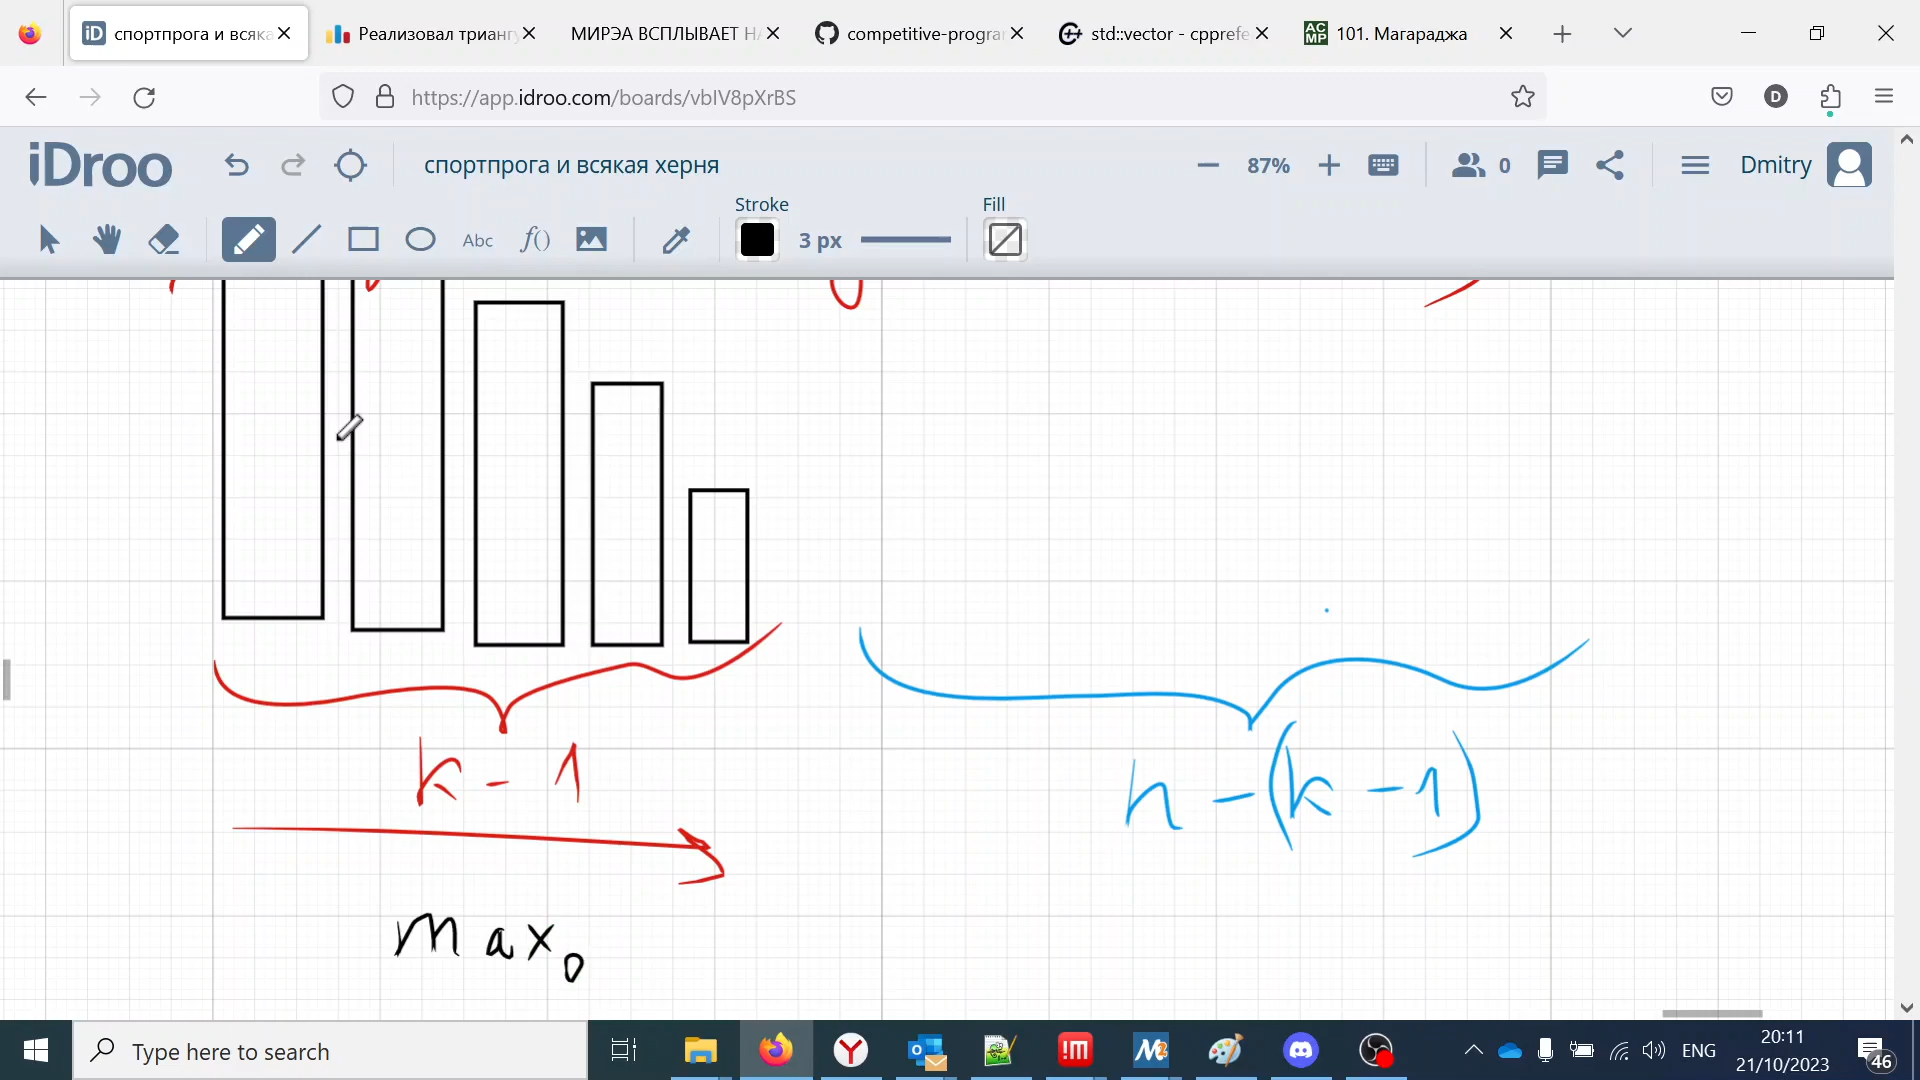 спортпрога и всяка
Реализовал трианг
МИРЭА ВСПЛЫВАЕТ Н
competitive-progra
std::vector - cpprefe
ACMP
101. Магараджа
https://app.idroo.com/boards/vbIV8pXrBS
D
iDroo
спортпрога и всякая херня
87%
0
Dmitry
Stroke
Fill
Abc
f()
3 px
k - 1
n - (k - 1)
max0
Type here to search
ENG
20:11
21/10/2023
46